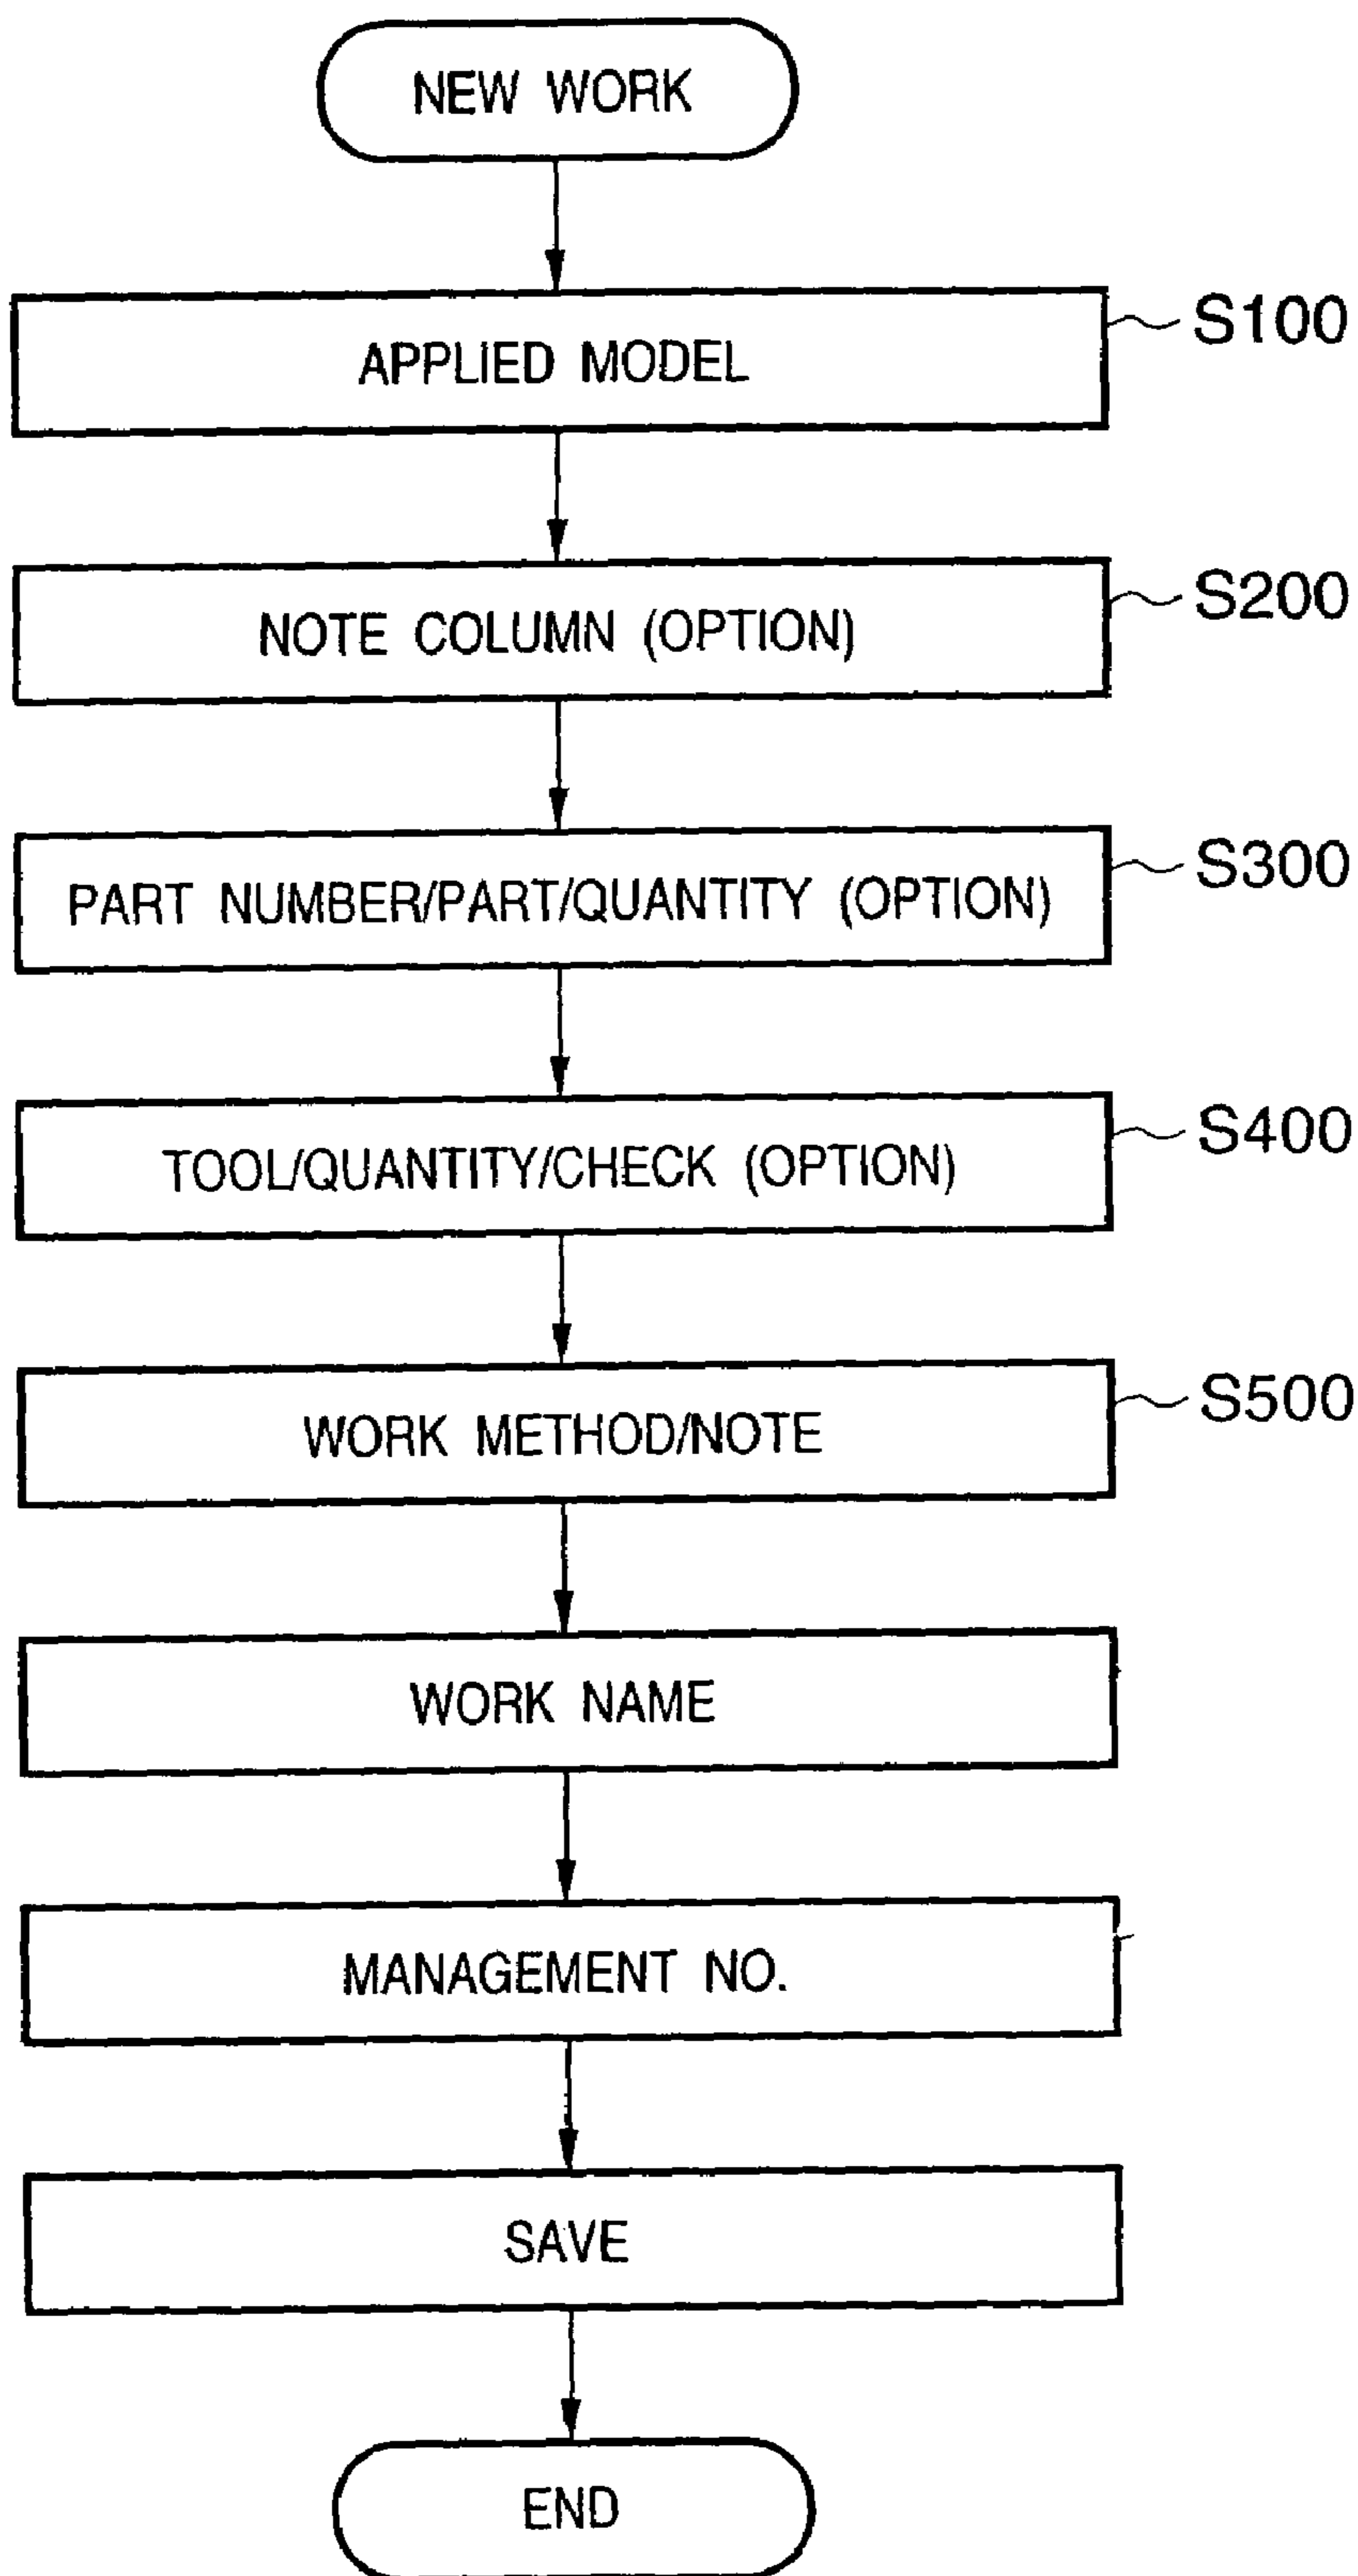 NEW WORK
APPLIED MODEL
S100
NOTE COLUMN (OPTION)
S200
PART NUMBER/PART/QUANTITY (OPTION)
S300
TOOL/QUANTITY/CHECK (OPTION)
S400
WORK METHOD/NOTE
S500
WORK NAME
MANAGEMENT NO.
SAVE
END